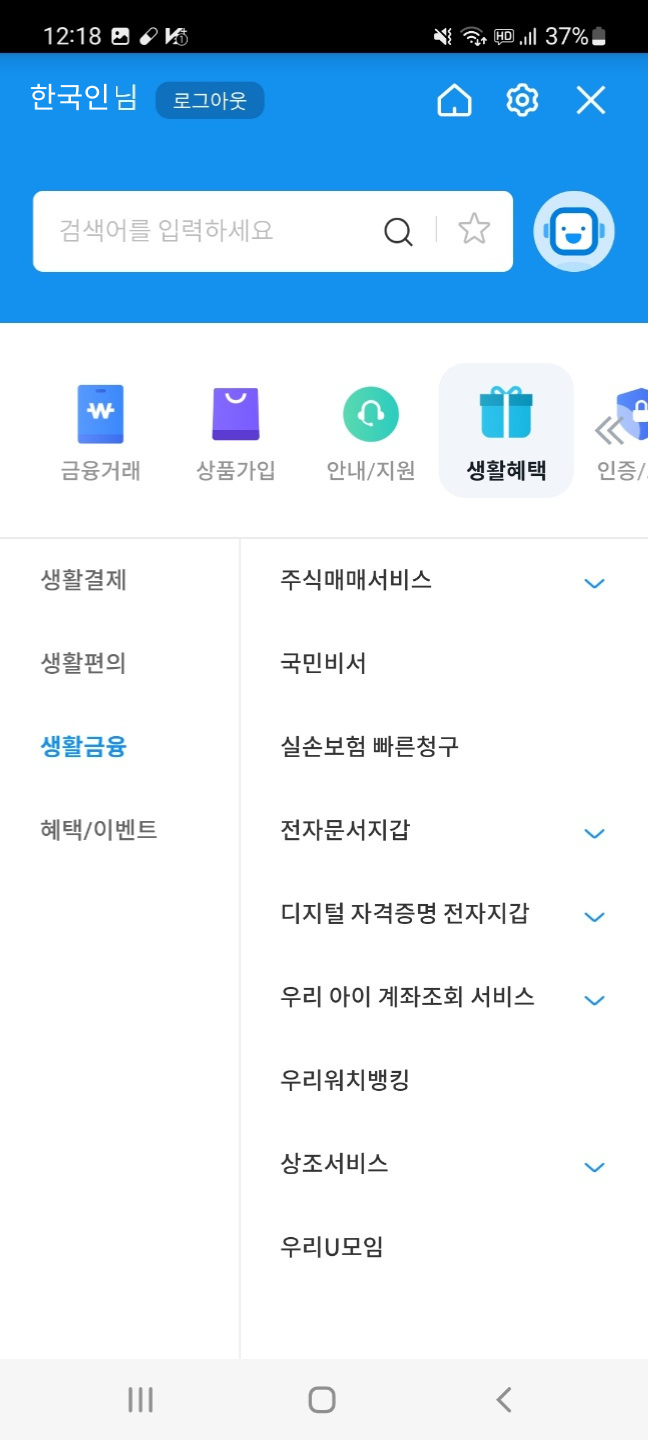 12:18 HD 37%
한국인님 로그아웃
검색어를 입력하세요
금융거래 상품가입 안내/지원 생활혜택 인증/
생활결제
생활편의
생활금융
혜택/이벤트
주식매매서비스
국민비서
실손보험 빠른청구
전자문서지갑
디지털 자격증명 전자지갑
우리 아이 계좌조회 서비스
우리워치뱅킹
상조서비스
우리U모임